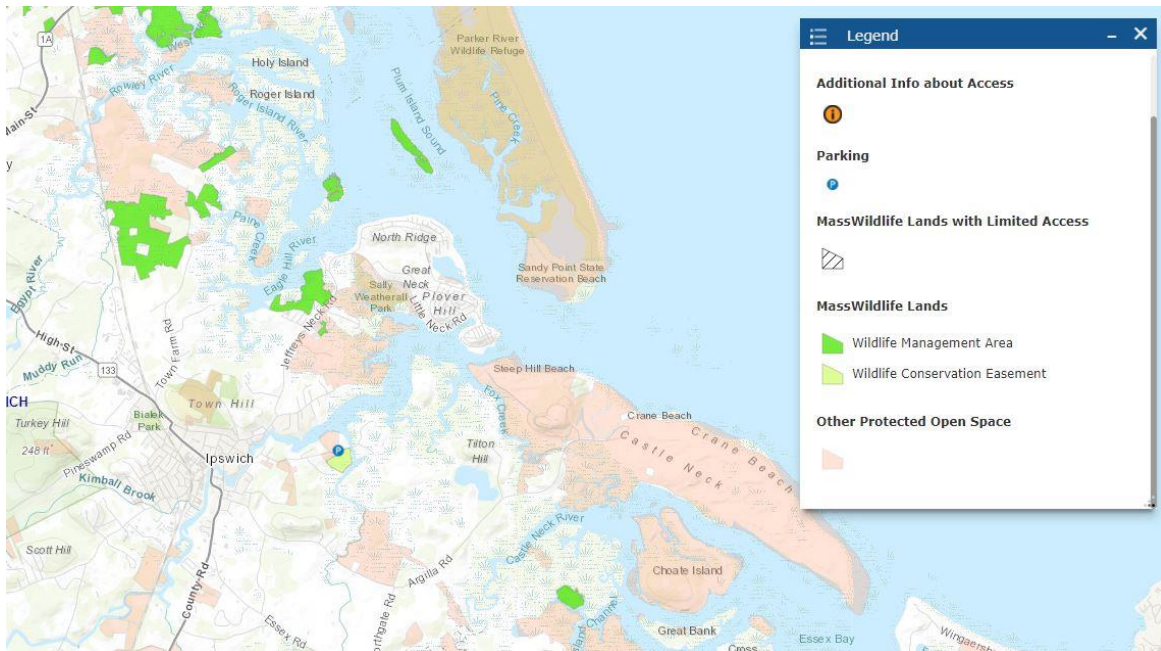 1A
West
Rowley River
Main-St
Holy Island
Roger Island
Roger Island River
Parker River
Wildlife Refuge
Plum Island Sound
Pine Creek
y
Paine Creek
Eagle Hill River
North Ridge
Great
Neck
Plover
Hill
Sally
Weatherall
Park
Little Neck Rd
Jeffreys Neck Rd
Sandy Point State
Reservation Beach
Egypt River
High-St
Muddy Run
133
Town Farm Rd
ICH
Turkey Hill
248 ft
Bialek
Park
Town Hill
Pineswamp Rd
Ipswich
P
Kimball Brook
Steep Hill Beach
Fox Creek
Tilton
Hill
Crane Beach
Crane Beach
Castle Neck
Castle Neck River
Scott Hill
County-Rd
Argilla Rd
Essex Rd
Choate Island
Great Bank
Cross
Essex Bay
Legend
Additional Info about Access
i
Parking
P
MassWildlife Lands with Limited Access
MassWildlife Lands
Wildlife Management Area
Wildlife Conservation Easement
Other Protected Open Space